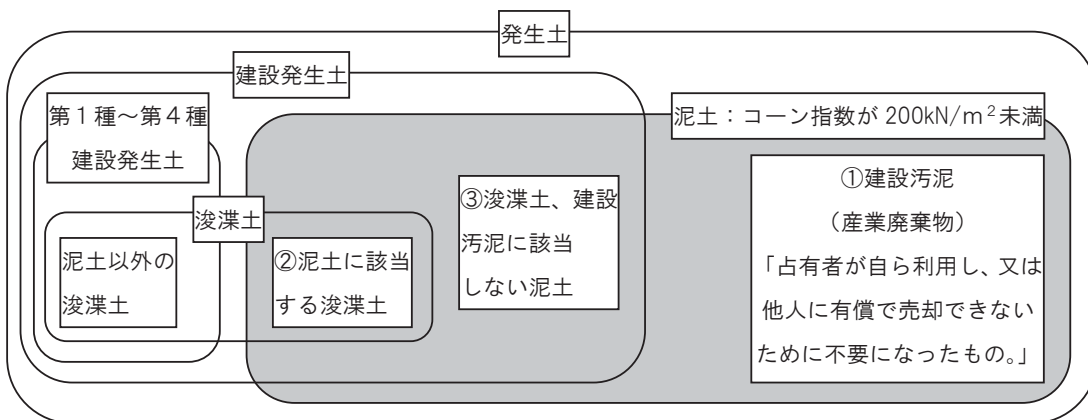 発生土
建設発生土
第１種～第４種
建設発生土
泥土：コーン指数が 200kN/m²未満
浚渫土
泥土以外の
浚渫土
②泥土に該当
する浚渫土
③浚渫土、建設
汚泥に該当
しない泥土
①建設汚泥
（産業廃棄物）
「占有者が自ら利用し、又は
他人に有償で売却できない
ために不要になったもの。」